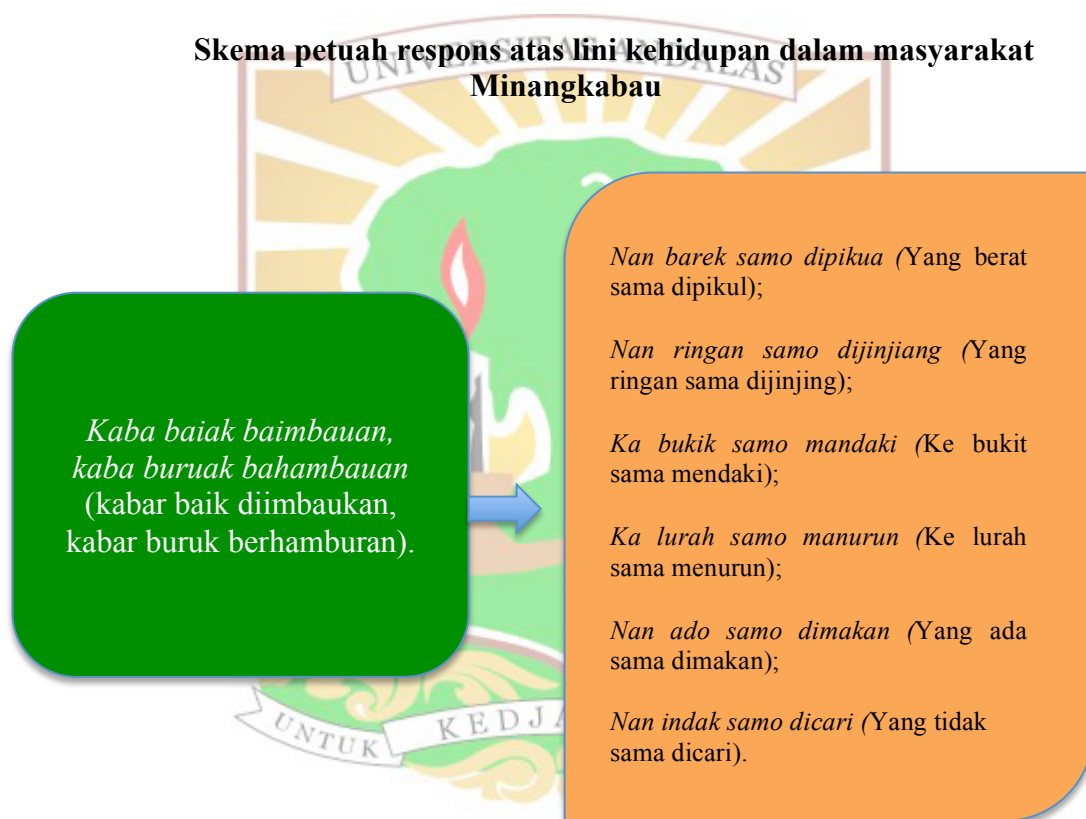 Skema petuah respons atas lini kehidupan dalam masyarakat
Minangkabau
UNIVERSITAS ANDALAS
Kaba baiak baimbauan,
kaba buruak bahambauan
(kabar baik diimbaukan,
kabar buruk berhamburan).
Nan barek samo dipikua (Yang berat
sama dipikul);
Nan ringan samo dijinjiang (Yang
ringan sama dijinjing);
Ka bukik samo mandaki (Ke bukit
sama mendaki);
Ka lurah samo manurun (Ke lurah
sama menurun);
Nan ado samo dimakan (Yang ada
sama dimakan);
Nan indak samo dicari (Yang tidak
sama dicari).
UNTUK KEDJA